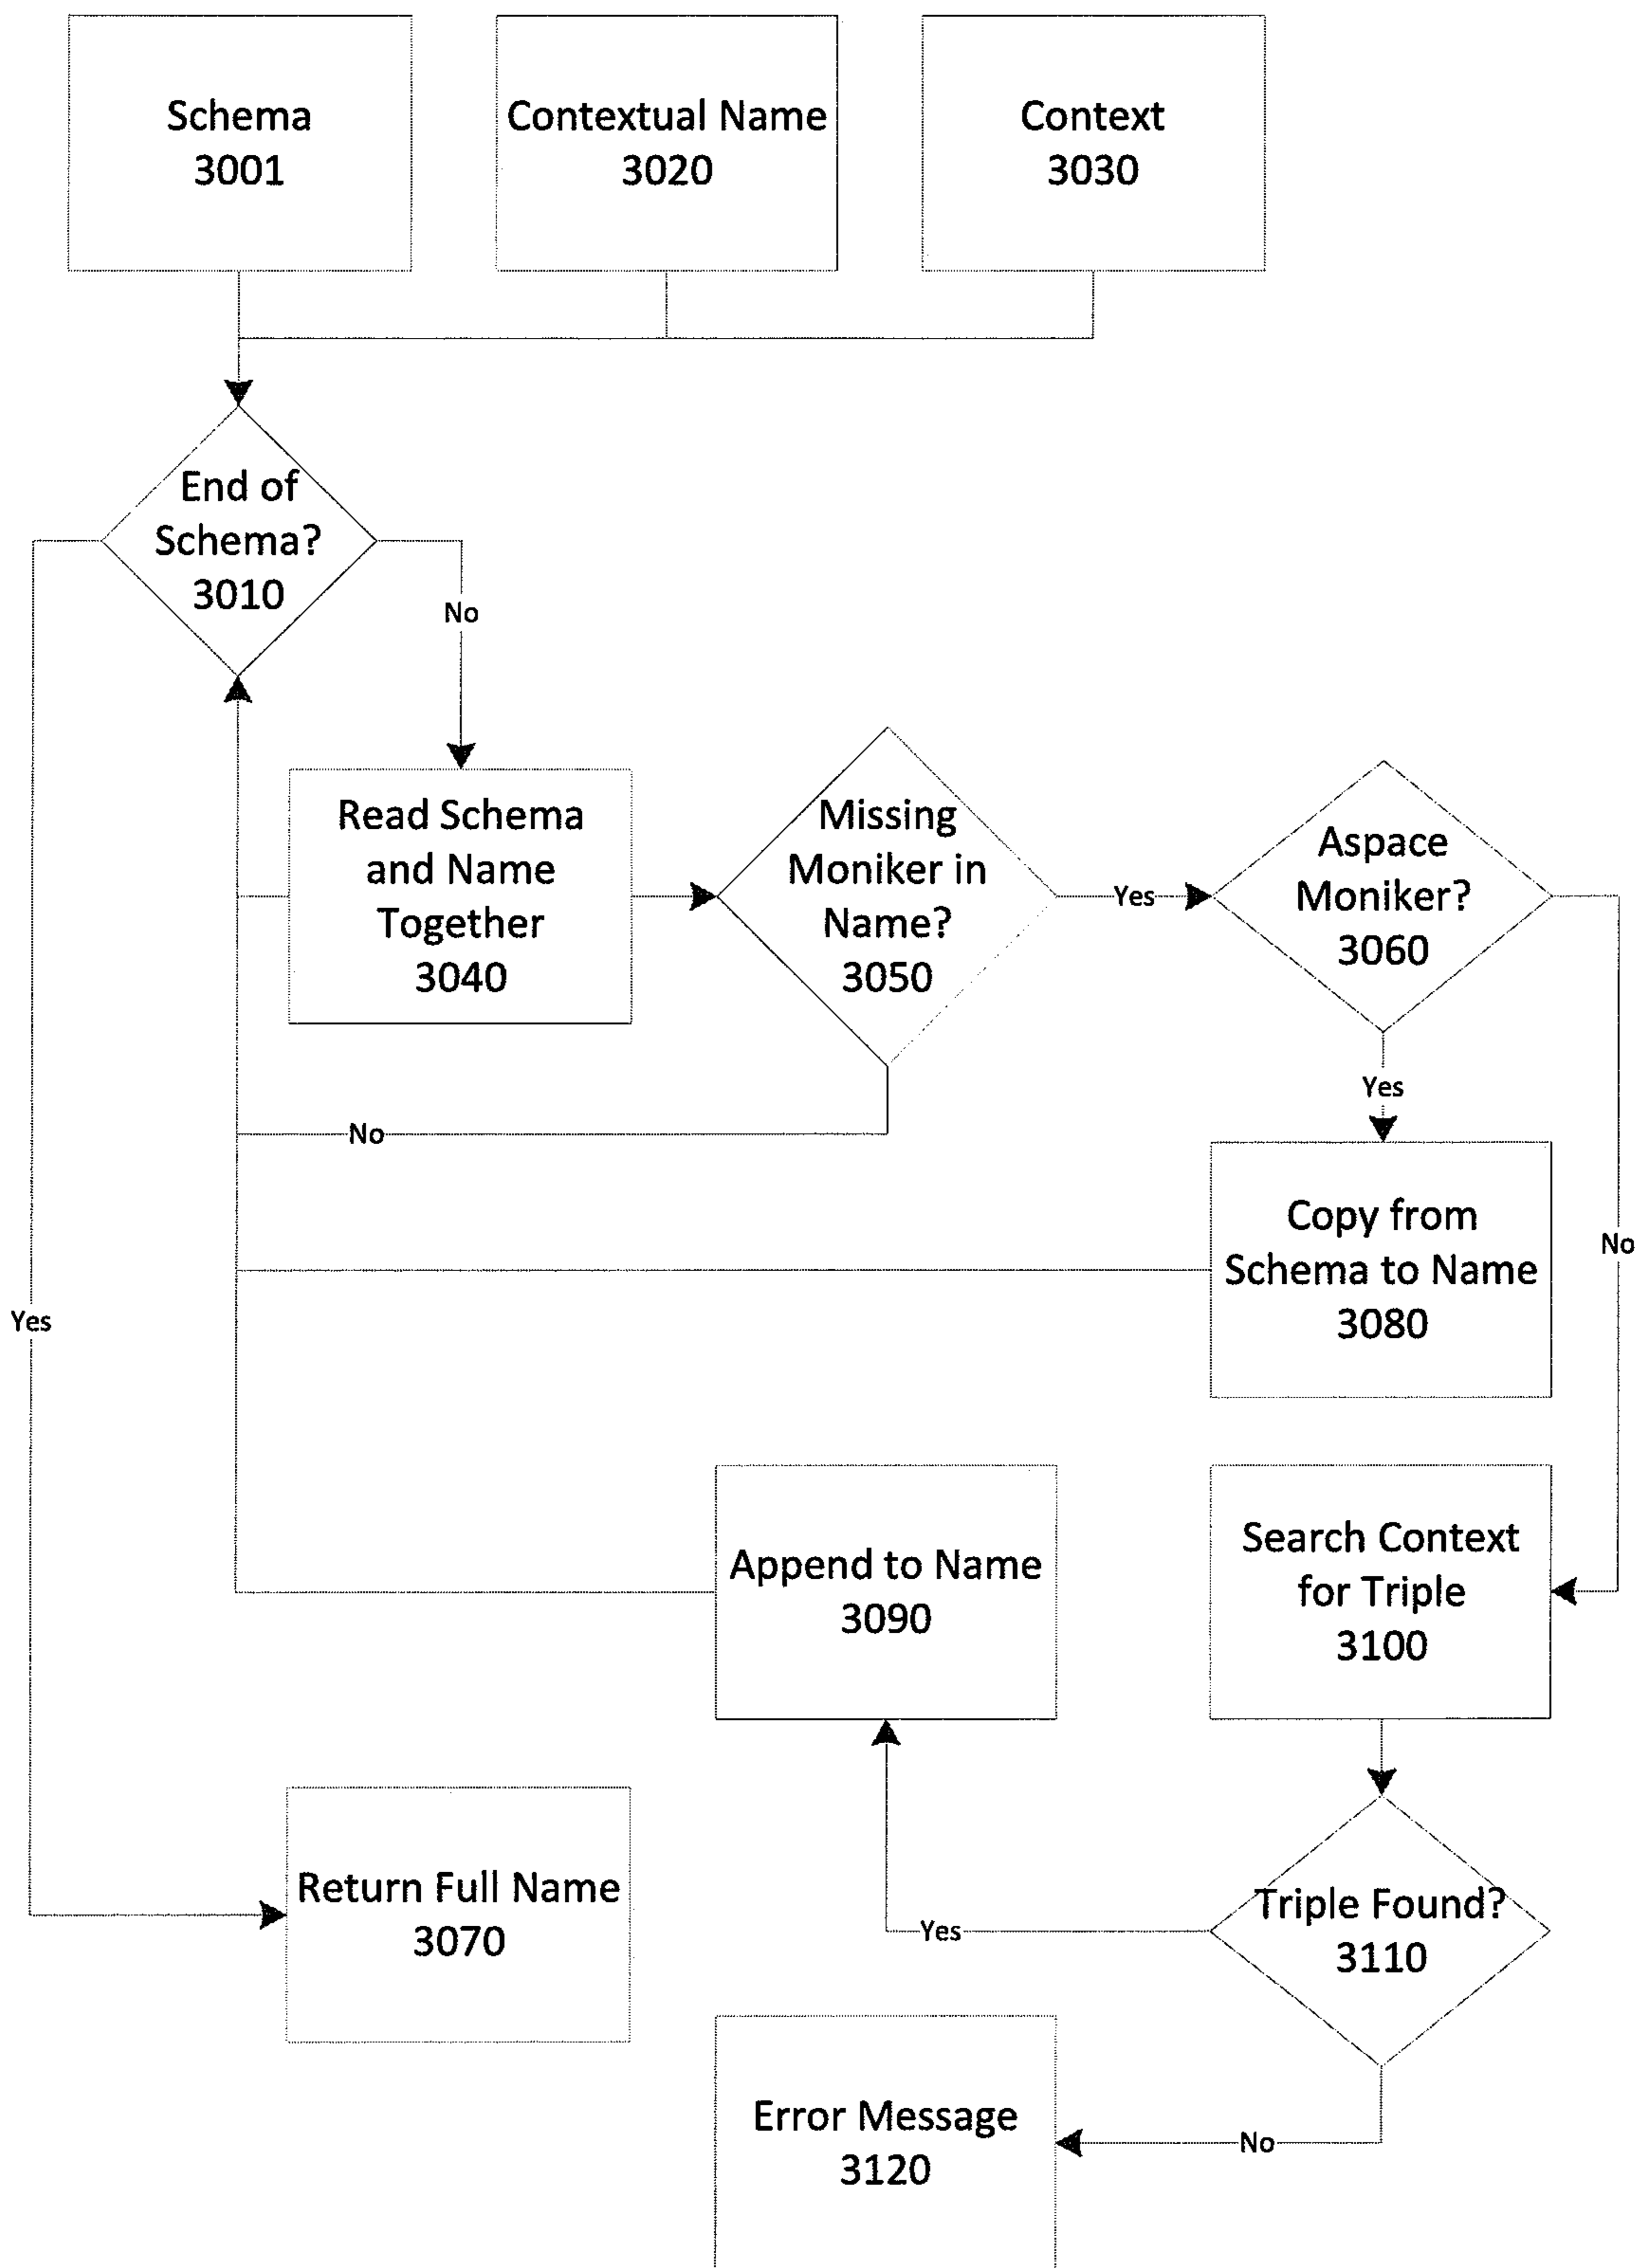 Schema
3001
Contextual Name
3020
Context
3030
End of
Schema?
3010
No
Read Schema
and Name
Together
3040
Missing
Moniker in
Name?
3050
Yes
Aspace
Moniker?
3060
Yes
No
Copy from
Schema to Name
3080
No
Yes
Append to Name
3090
Search Context
for Triple
3100
Return Full Name
3070
Yes
Triple Found?
3110
Error Message
3120
No